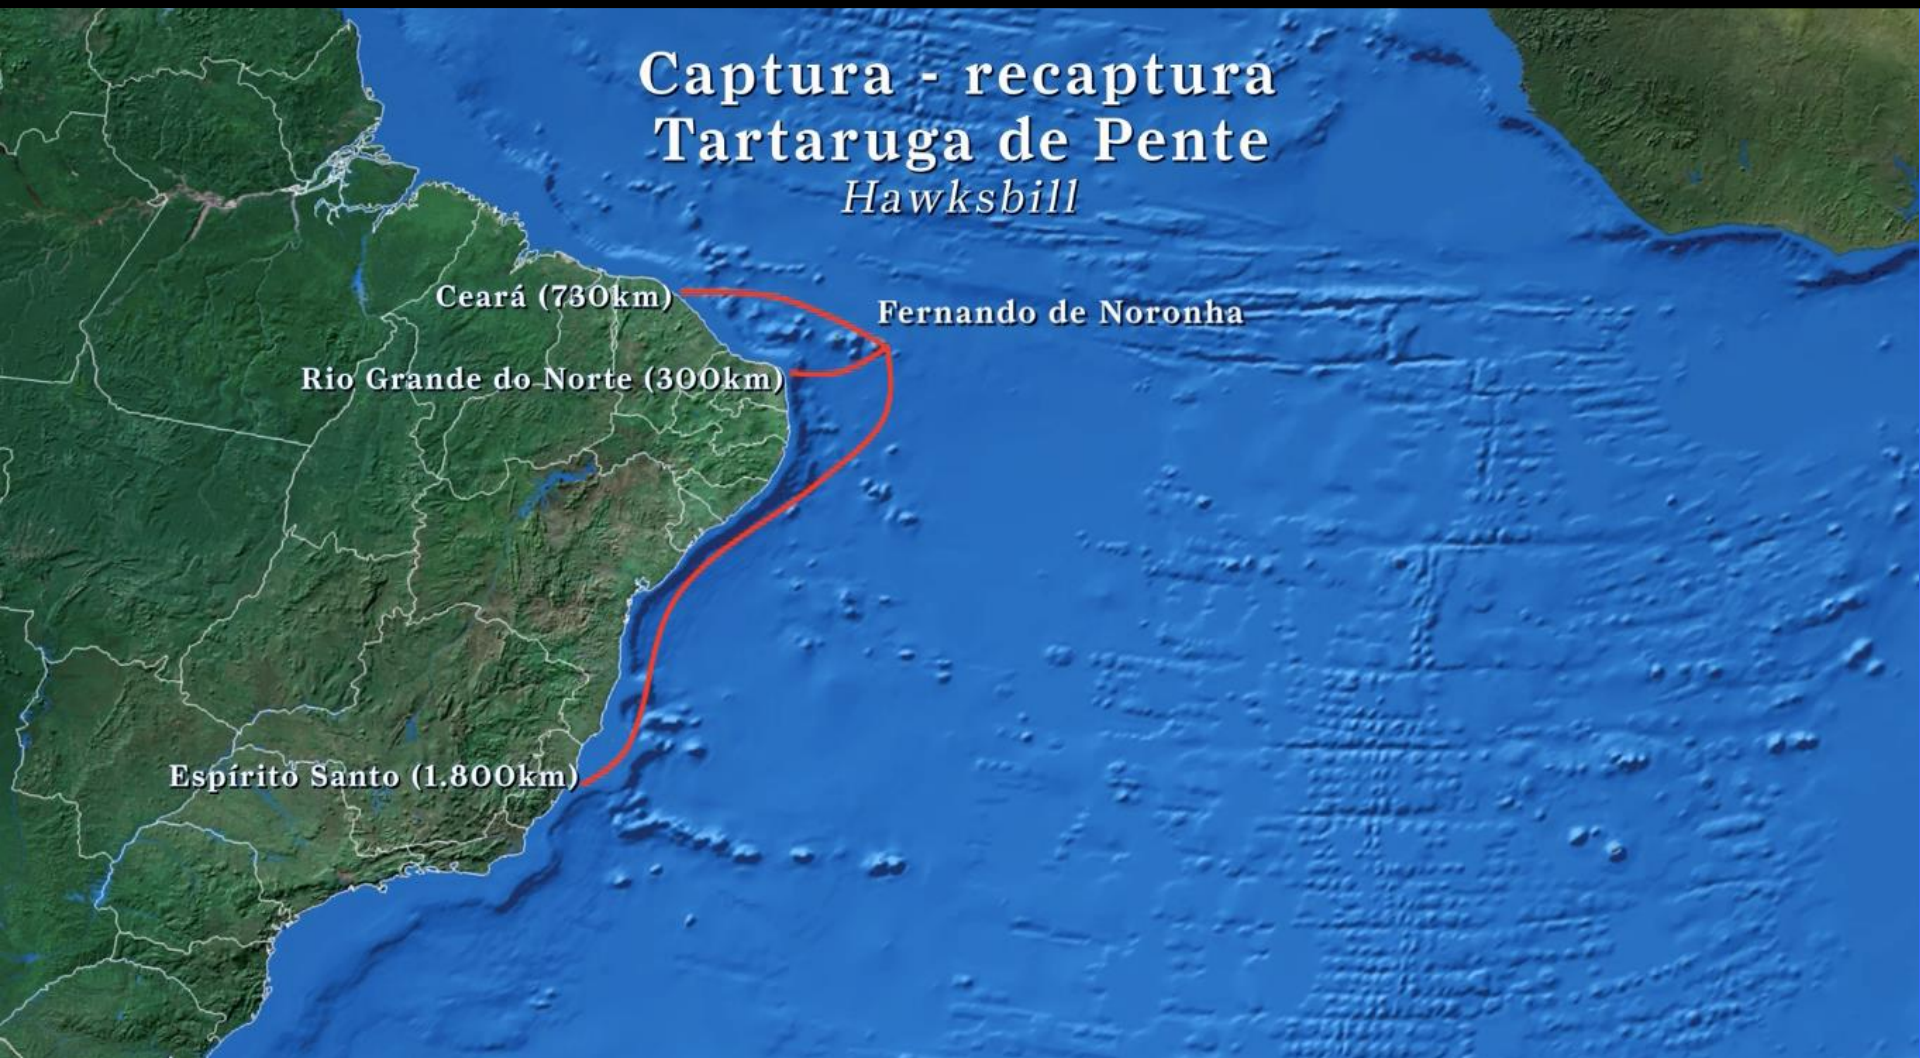 Captura - recaptura
Tartaruga de Pente
Hawksbill
Ceará (730km)
Fernando de Noronha
Rio Grande do Norte (300km)
Espírito Santo (1.800km)